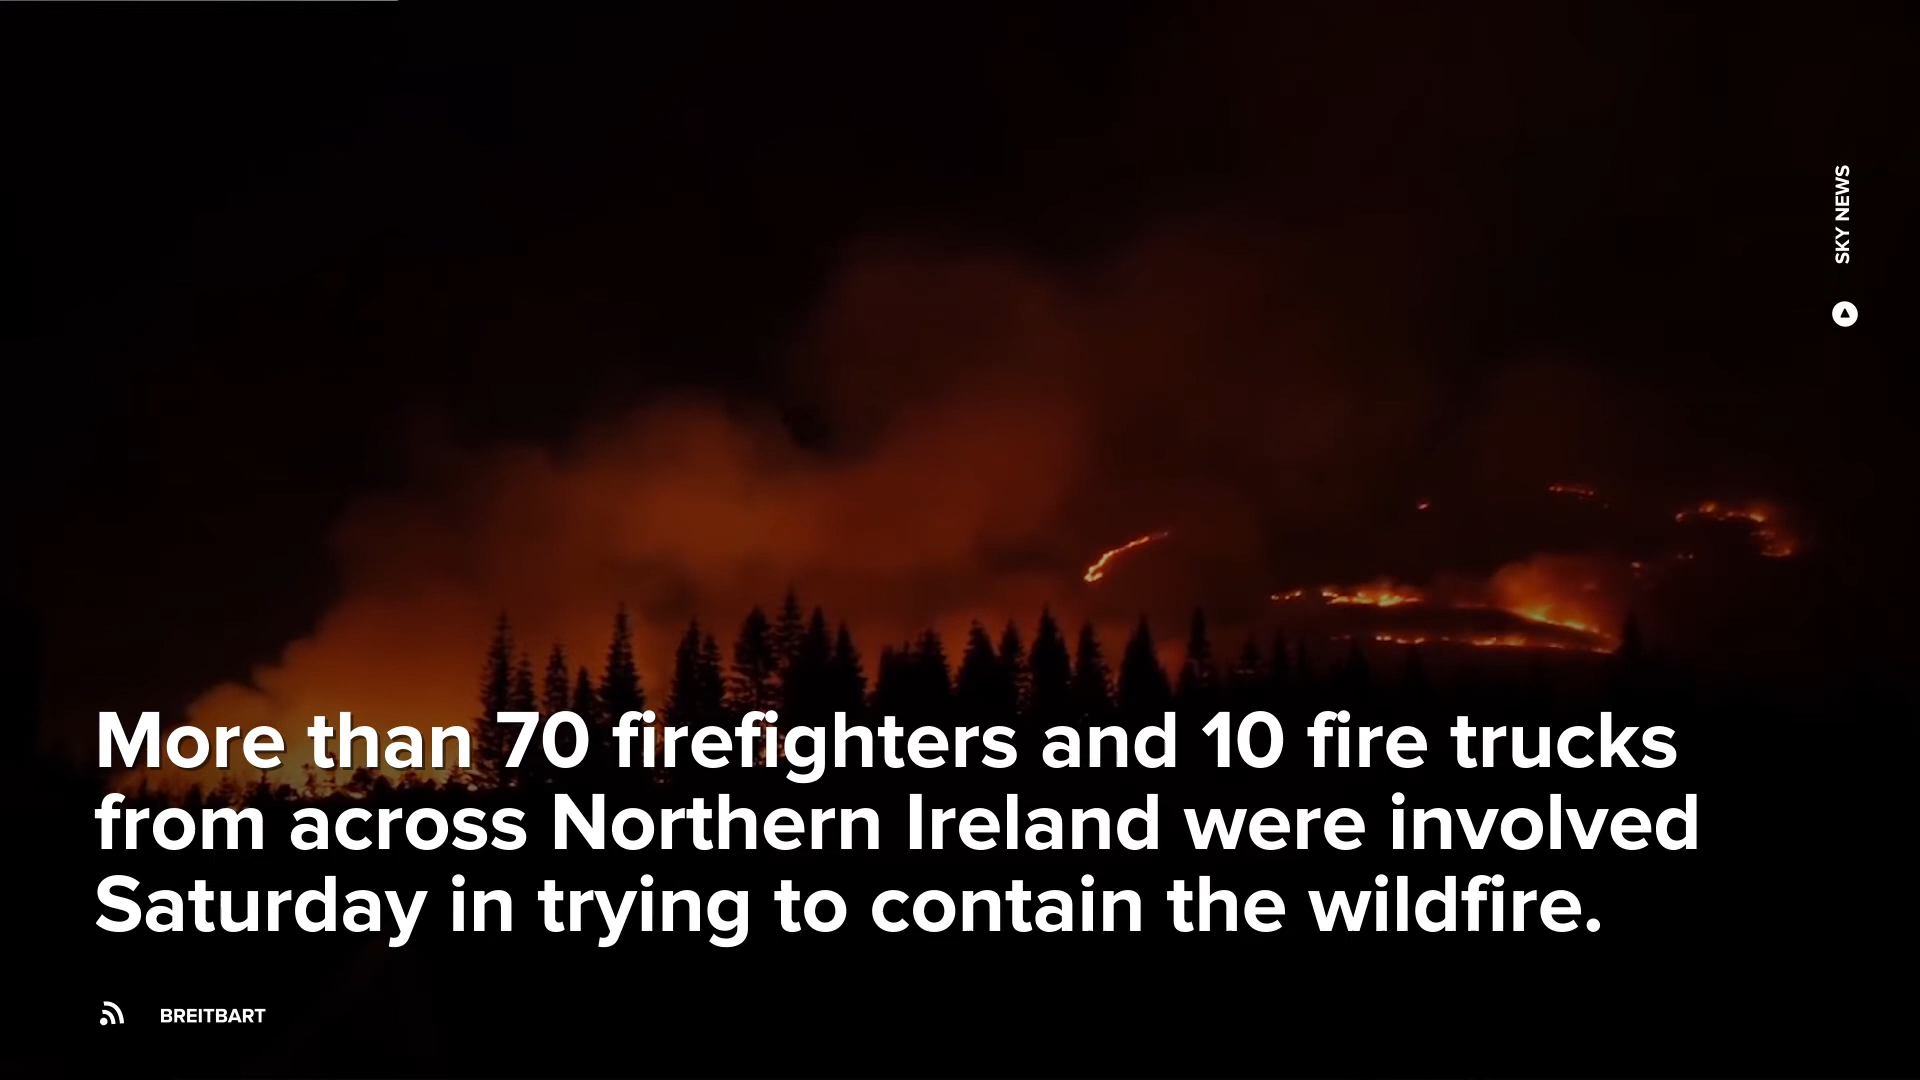 SKY NEWS
More than 70 firefighters and 10 fire trucks
from across Northern Ireland were involved
Saturday in trying to contain the wildfire.
BREITBART